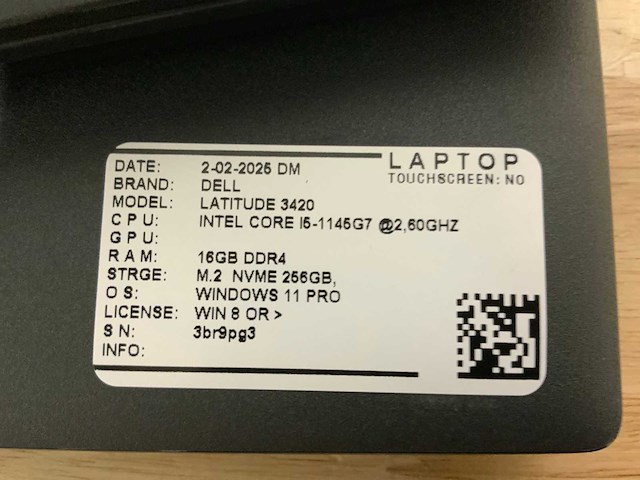 LAPTOP
TOUCHSCREEN: NO
DATE: 2-02-2025 DM
BRAND: DELL
MODEL: LATITUDE 3420
CPU: INTEL CORE I5-1145G7 @2,60GHZ
GPU:
RAM: 16GB DDR4
STRGE: M.2 NVME 256GB,
OS: WINDOWS 11 PRO
LICENSE: WIN 8 OR >
SN: 3br9pg3
INFO: